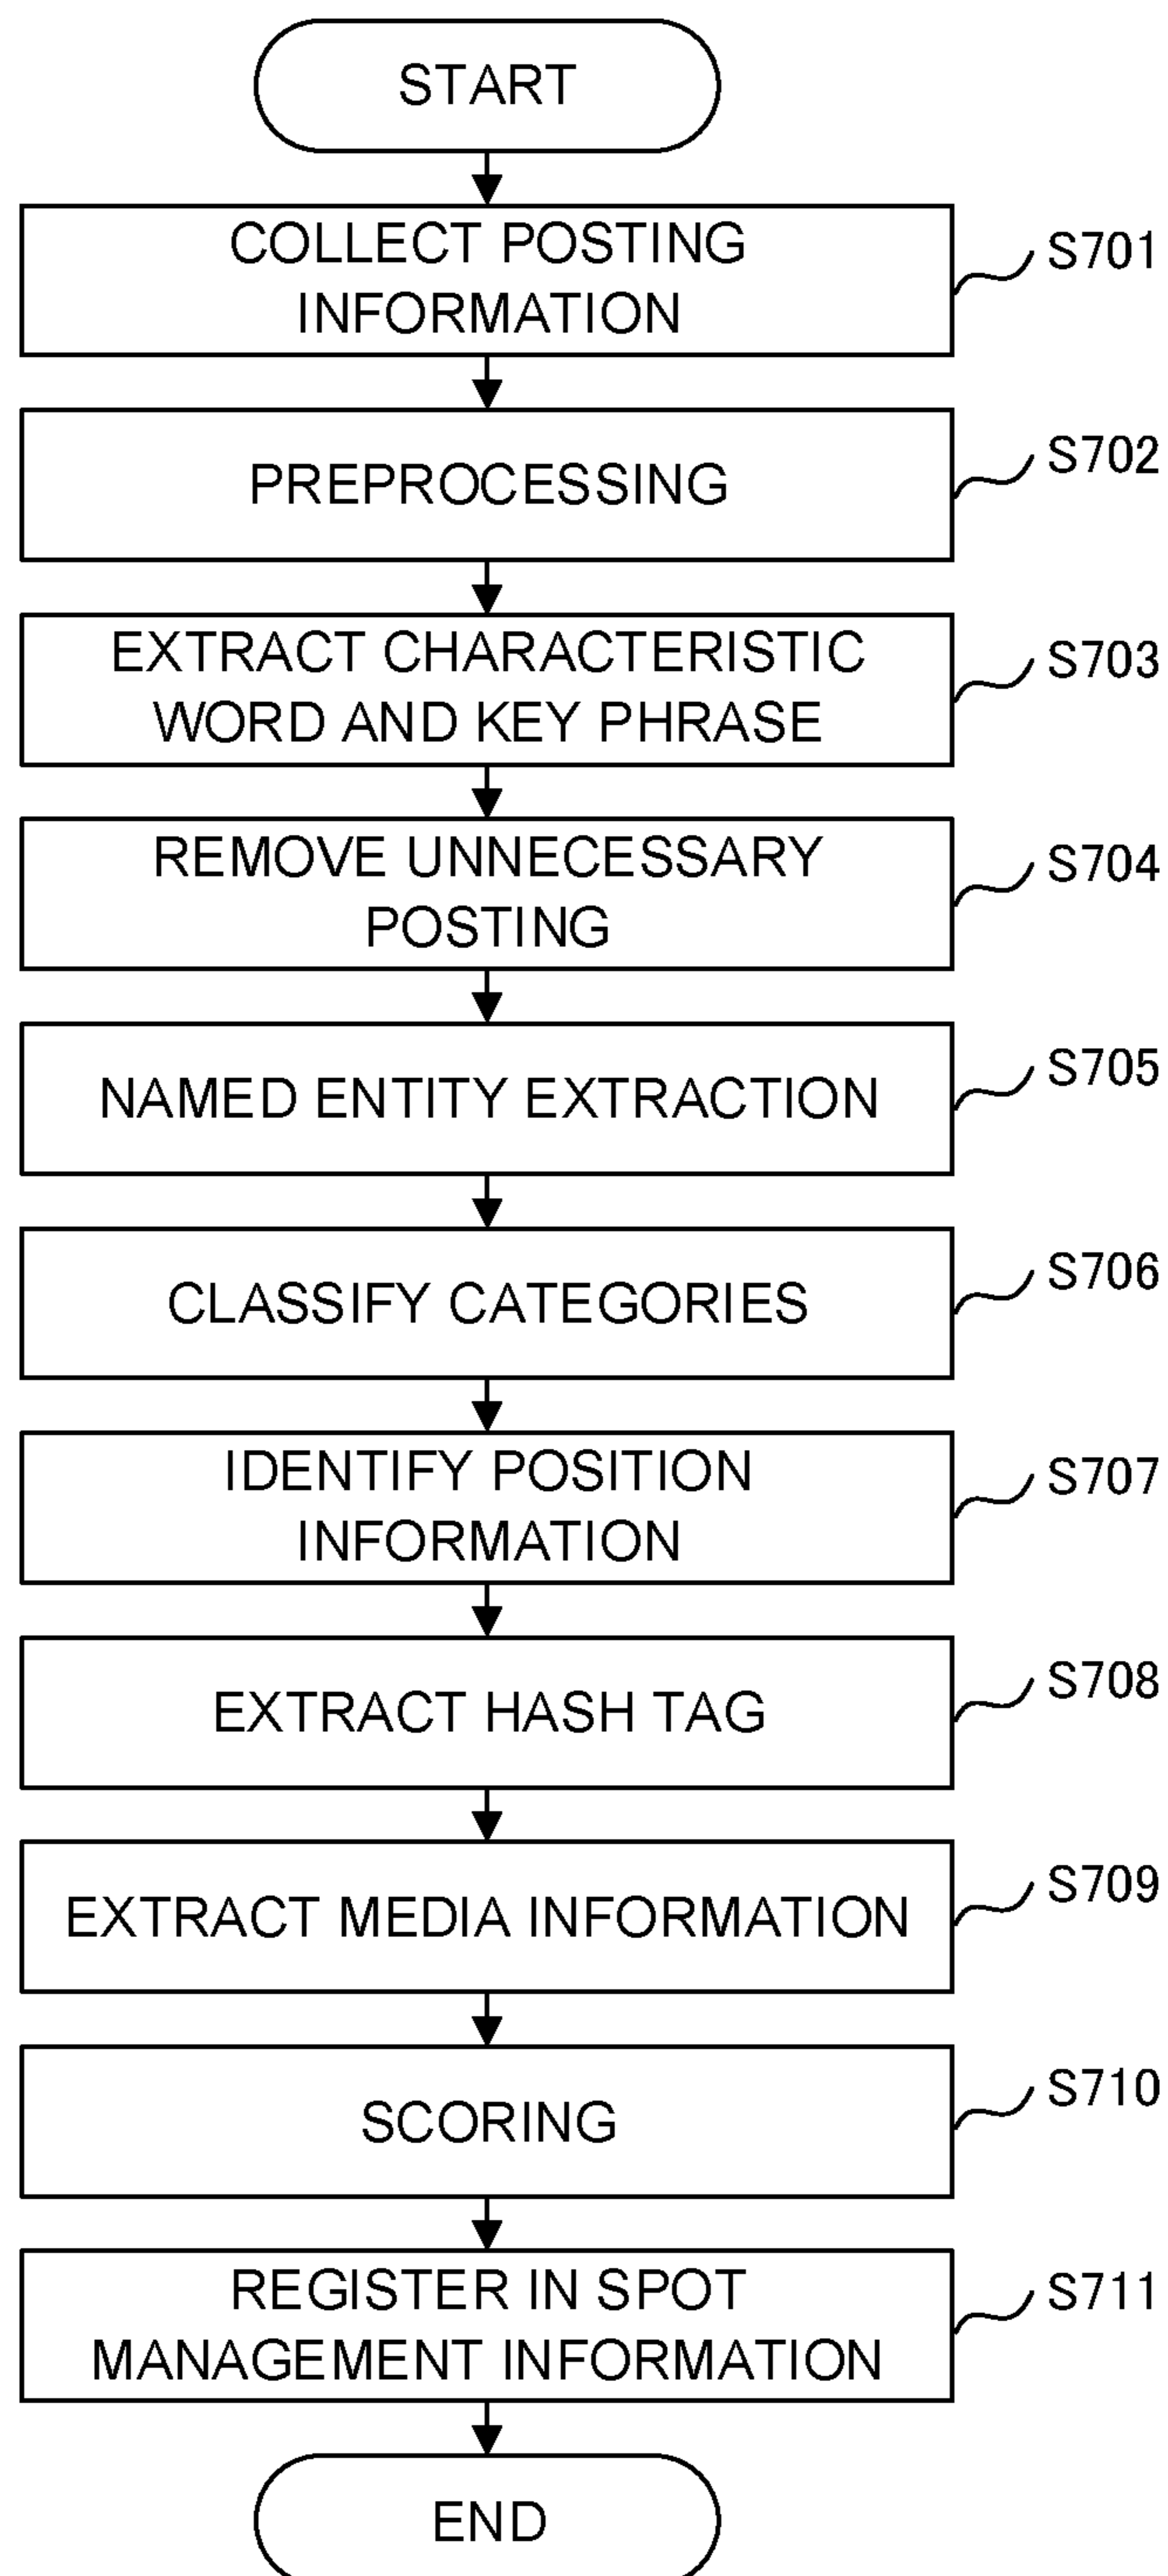 START
COLLECT POSTING
INFORMATION
S701
PREPROCESSING
S702
EXTRACT CHARACTERISTIC
WORD AND KEY PHRASE
S703
REMOVE UNNECESSARY
POSTING
S704
NAMED ENTITY EXTRACTION
S705
CLASSIFY CATEGORIES
S706
IDENTIFY POSITION
INFORMATION
S707
EXTRACT HASH TAG
S708
EXTRACT MEDIA INFORMATION
S709
SCORING
S710
REGISTER IN SPOT
MANAGEMENT INFORMATION
S711
END